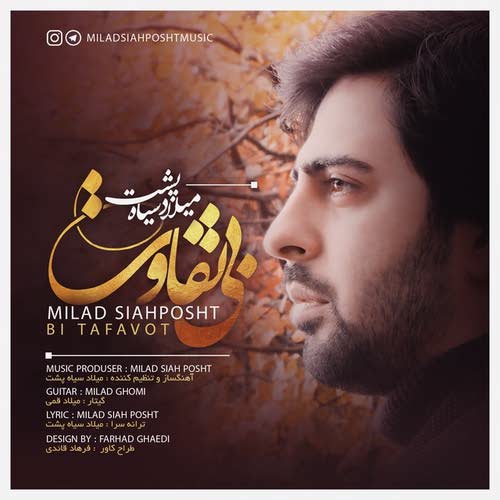 MILADSIAHPOSHTMUSIC
میلاد سیاه پشت
بی تفاوت
MILAD SIAHPOSHT
BI TAFAVOT
MUSIC PRODUSER : MILAD SIAH POSHT
آهنگساز و تنظیم کننده : میلاد سیاه پشت
GUITAR : MILAD GHOMI
گیتار : میلاد قمی
LYRIC : MILAD SIAH POSHT
ترانه سرا : میلاد سیاه پشت
DESIGN BY : FARHAD GHAEDI
طراح کاور : فرهاد قائدی